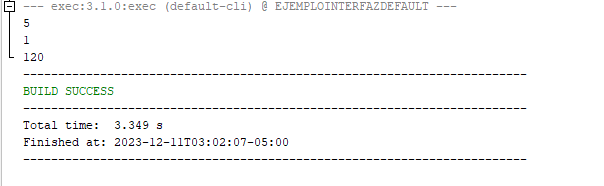 --- exec:3.1.0:exec (default-cli) @ EJEMPLOINTERFAZDEFAULT ---
5
1
120
------------------------------------------------------------------------
BUILD SUCCESS
------------------------------------------------------------------------
Total time:  3.349 s
Finished at: 2023-12-11T03:02:07-05:00
------------------------------------------------------------------------